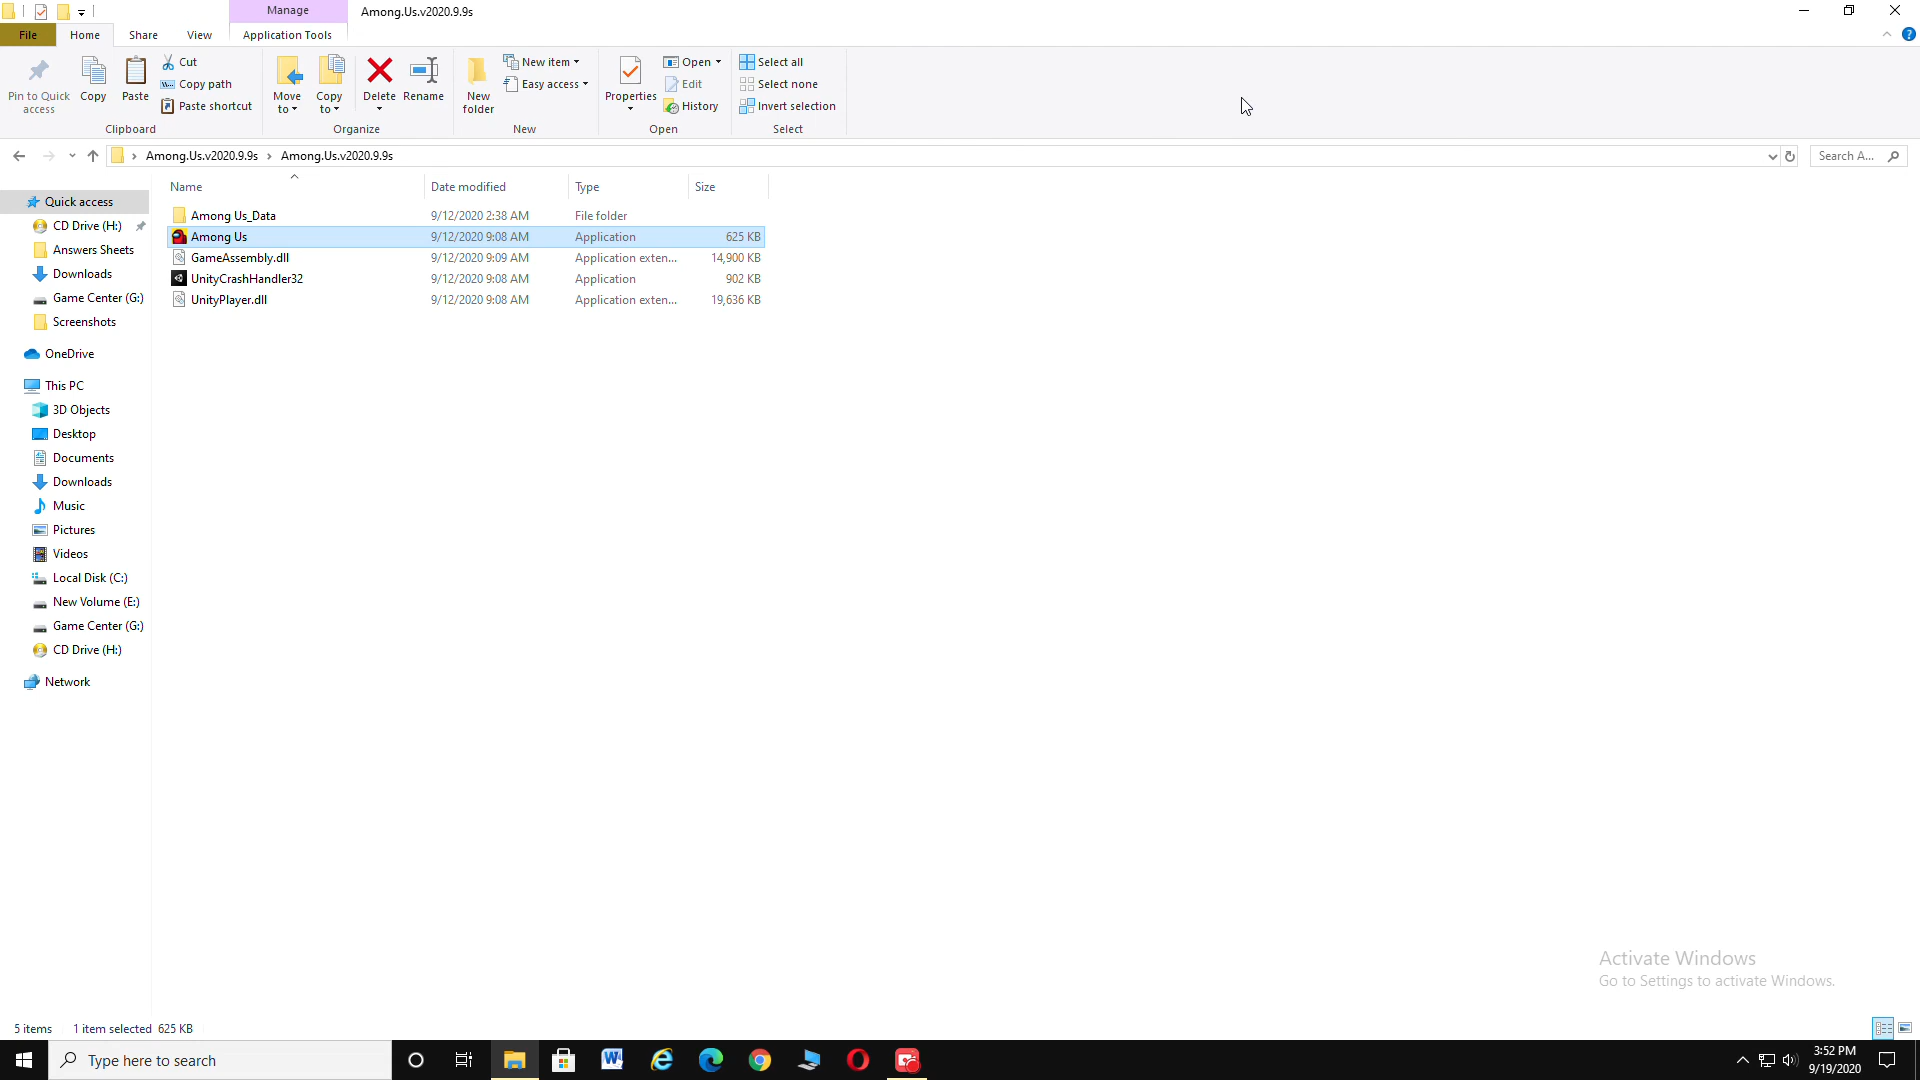 Manage
Among.Us.v2020.9.9s
File
Home
Share
View
Application Tools
Pin to Quick
access
Copy
Paste
Cut
Copy path
Paste shortcut
Clipboard
Move
to
Copy
to
Delete
Rename
Organize
New
folder
New item
Easy access
New
Properties
Open
Edit
History
Open
Select all
Select none
Invert selection
Select
Among.Us.v2020.9.9s > Among.Us.v2020.9.9s
Search A...
Name
Date modified
Type
Size
Among Us_Data 9/12/2020 2:38 AM File folder
Among Us 9/12/2020 9:08 AM Application 625 KB
GameAssembly.dll 9/12/2020 9:09 AM Application exten... 14,900 KB
UnityCrashHandler32 9/12/2020 9:08 AM Application 902 KB
UnityPlayer.dll 9/12/2020 9:08 AM Application exten... 19,636 KB
Quick access
CD Drive (H:)
Answers Sheets
Downloads
Game Center (G:)
Screenshots
OneDrive
This PC
3D Objects
Desktop
Documents
Downloads
Music
Pictures
Videos
Local Disk (C:)
New Volume (E:)
Game Center (G:)
CD Drive (H:)
Network
Activate Windows
Go to Settings to activate Windows.
5 items 1 item selected 625 KB
Type here to search
3:52 PM
9/19/2020